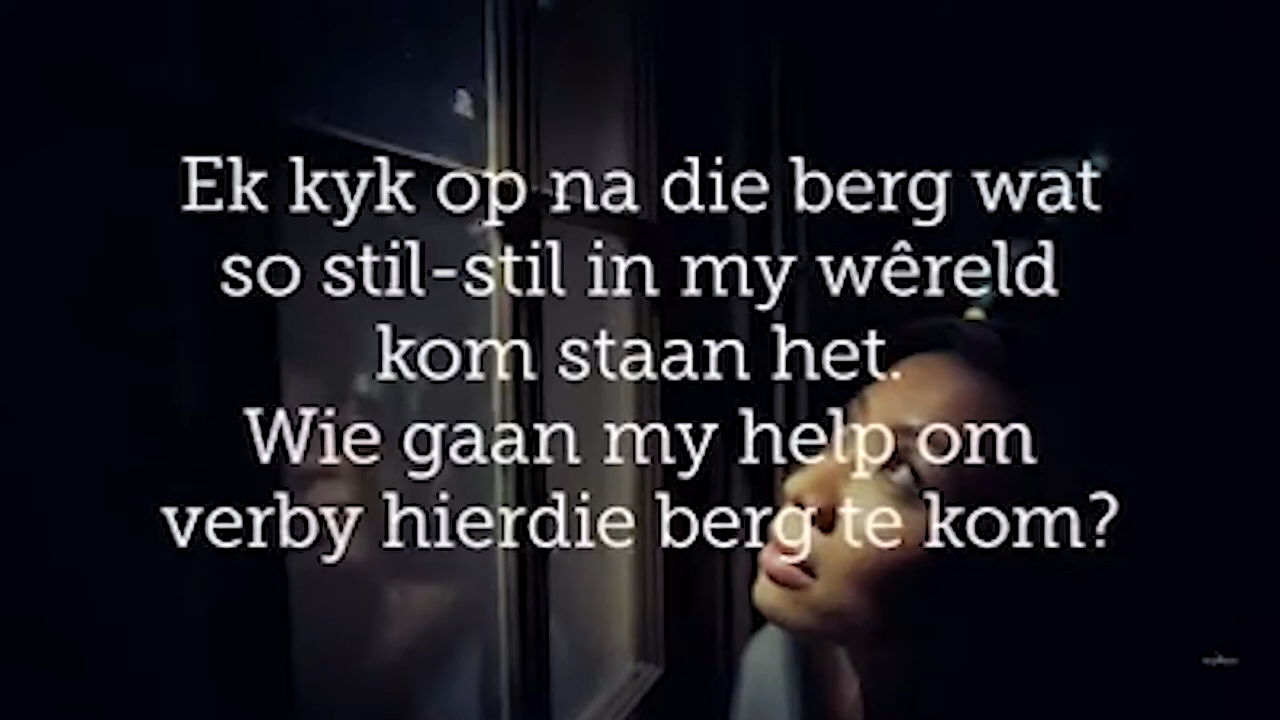 Ek kyk op na die berg wat
so stil-stil in my wêreld
kom staan het.
Wie gaan my help om
verby hierdie berg te kom?